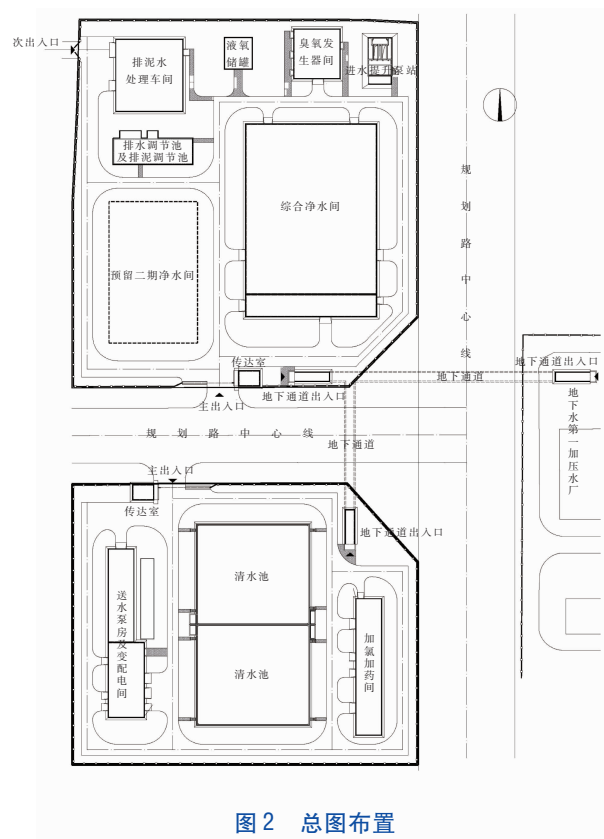 次出入口
排泥水
处理车间
液氧
储罐
臭氧发
生器间
进水提升泵站
排水调节池
及排泥调节池
综合净水间
预留二期净水间
规划路中心线
传达室
地下通道出入口
地下通道出入口
地下通道
主出入口
规划路中心线
地下通道
地下水第一加压水厂
主出入口
传达室
地下通道出入口
清水池
送水泵房及变配电间
清水池
加氯加药间
图2 总图布置